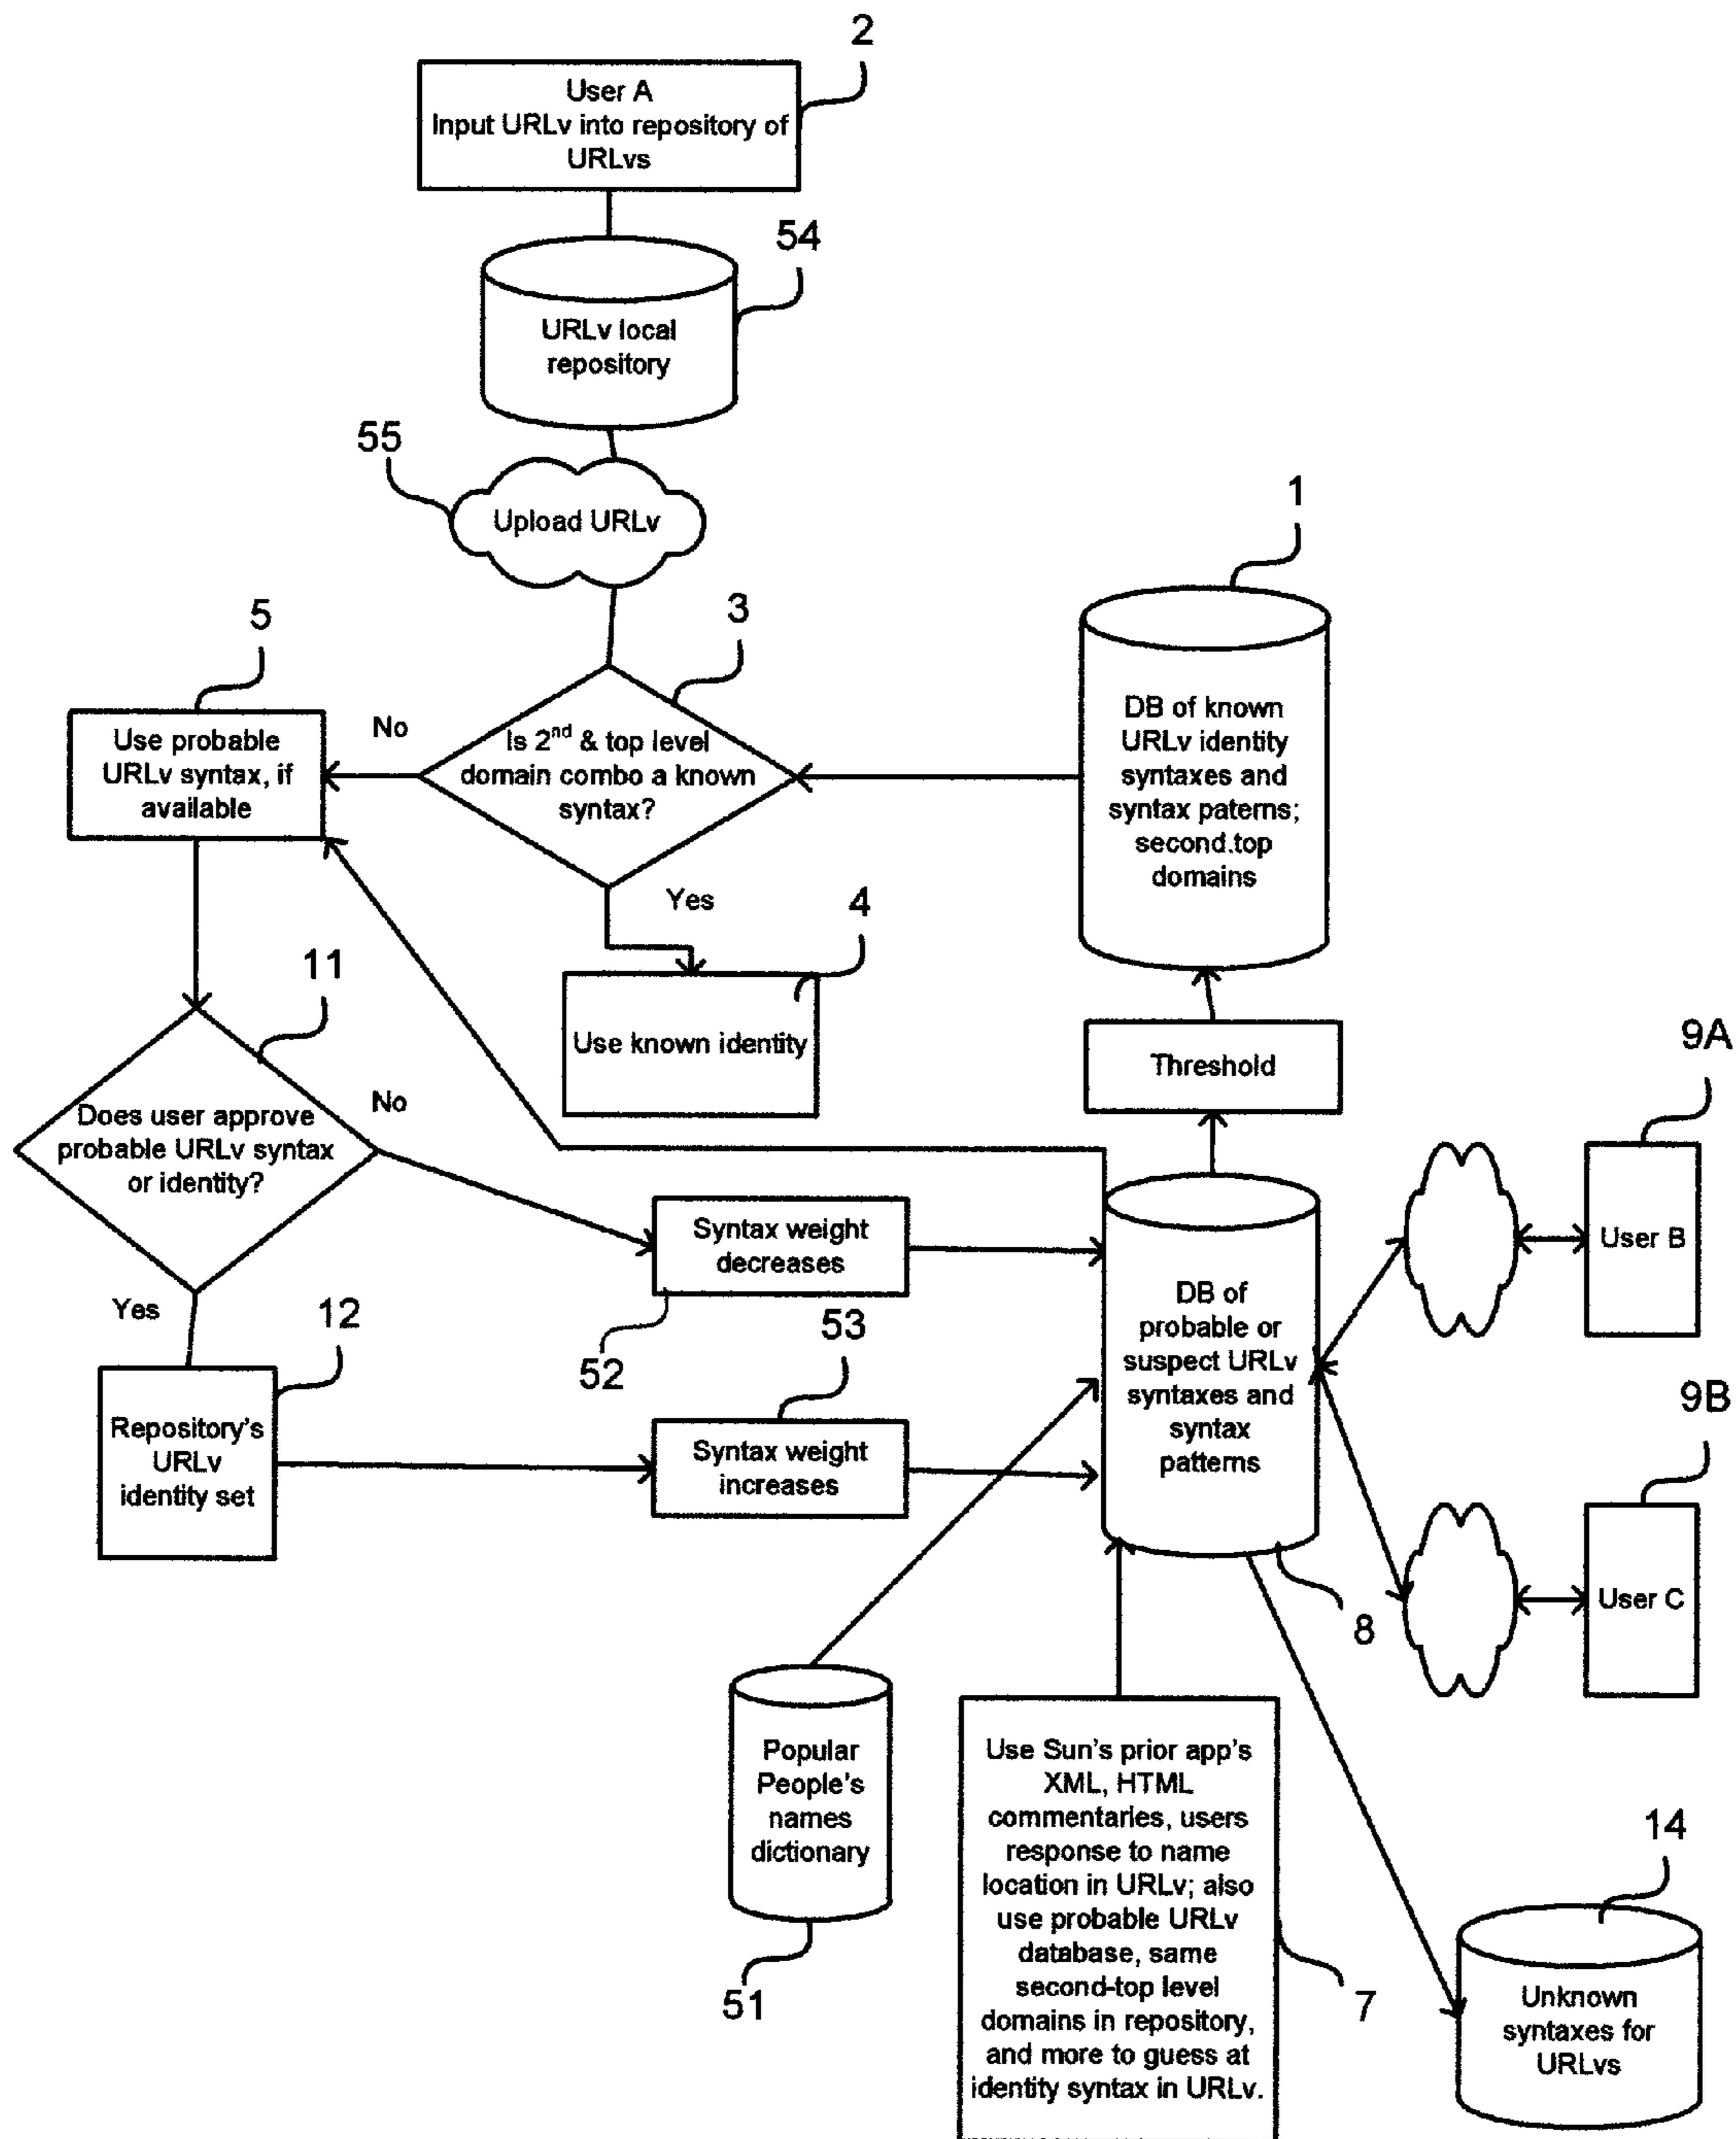 2
User A
Input URLv into repository of
URLvs
54
URLv local
repository
55
Upload URLv
1
5
3
DB of known
URLv identity
syntaxes and
syntax paterns;
second.top
domains
Use probable
URLv syntax, if
available
No
Is 2nd & top level
domain combo a known
syntax?
Yes
4
Use known identity
11
Threshold
9A
Does user approve
probable URLv syntax
or identity?
No
User B
Syntax weight
decreases
52
DB of
probable or
suspect URLv
syntaxes and
syntax
patterns
Yes
12
53
9B
Repository's
URLv
identity set
Syntax weight
increases
User C
8
Popular
People's
names
dictionary
51
Use Sun's prior app's
XML, HTML
commentaries, users
response to name
location in URLv; also
use probable URLv
database, same
second-top level
domains in repository,
and more to guess at
identity syntax in URLv.
7
14
Unknown
syntaxes for
URLvs